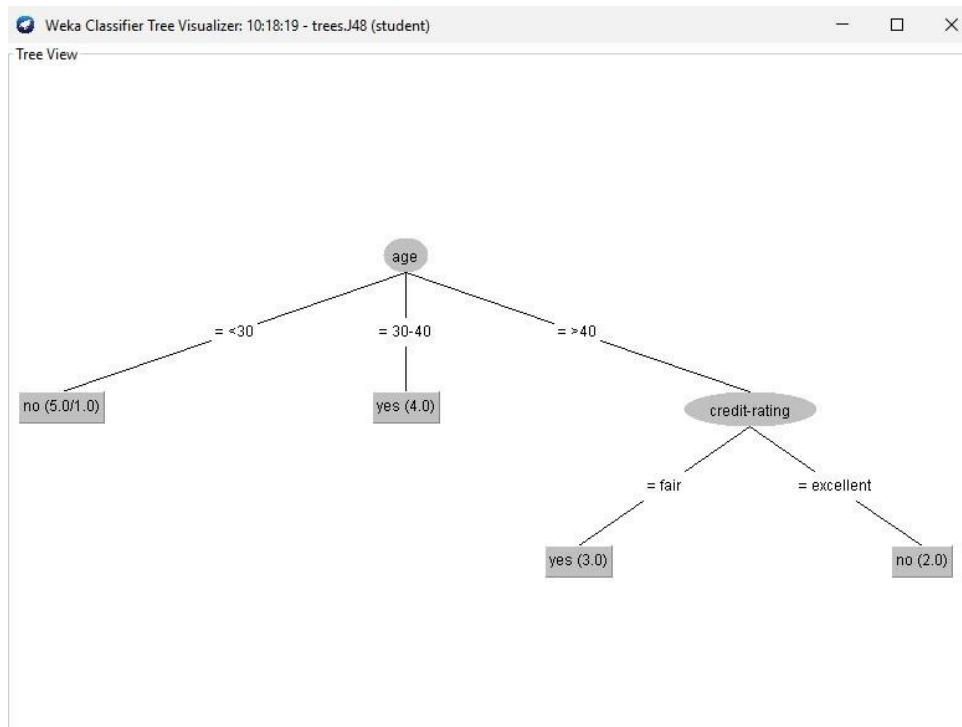 Weka Classifier Tree Visualizer: 10:18:19 - trees.J48 (student)
Tree View
age
= <30
= 30-40
= >40
no (5.0/1.0)
yes (4.0)
credit-rating
= fair
= excellent
yes (3.0)
no (2.0)